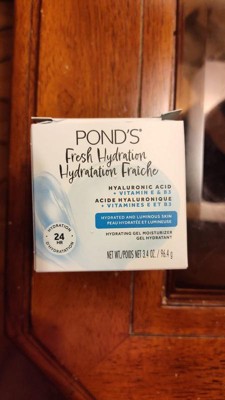 POND'S®
Fresh Hydration
Hydratation Fraîche
HYALURONIC ACID
+ VITAMIN E & B3
ACIDE HYALURONIQUE
+ VITAMINES E ET B3
HYDRATED AND LUMINOUS SKIN
PEAU HYDRATÉE ET LUMINEUSE
HYDRATING GEL MOISTURIZER
GEL HYDRATANT
HYDRATION
24
HR
D'HYDRATATION
NET WT/POIDS NET 3.4 OZ. / 96.4 g